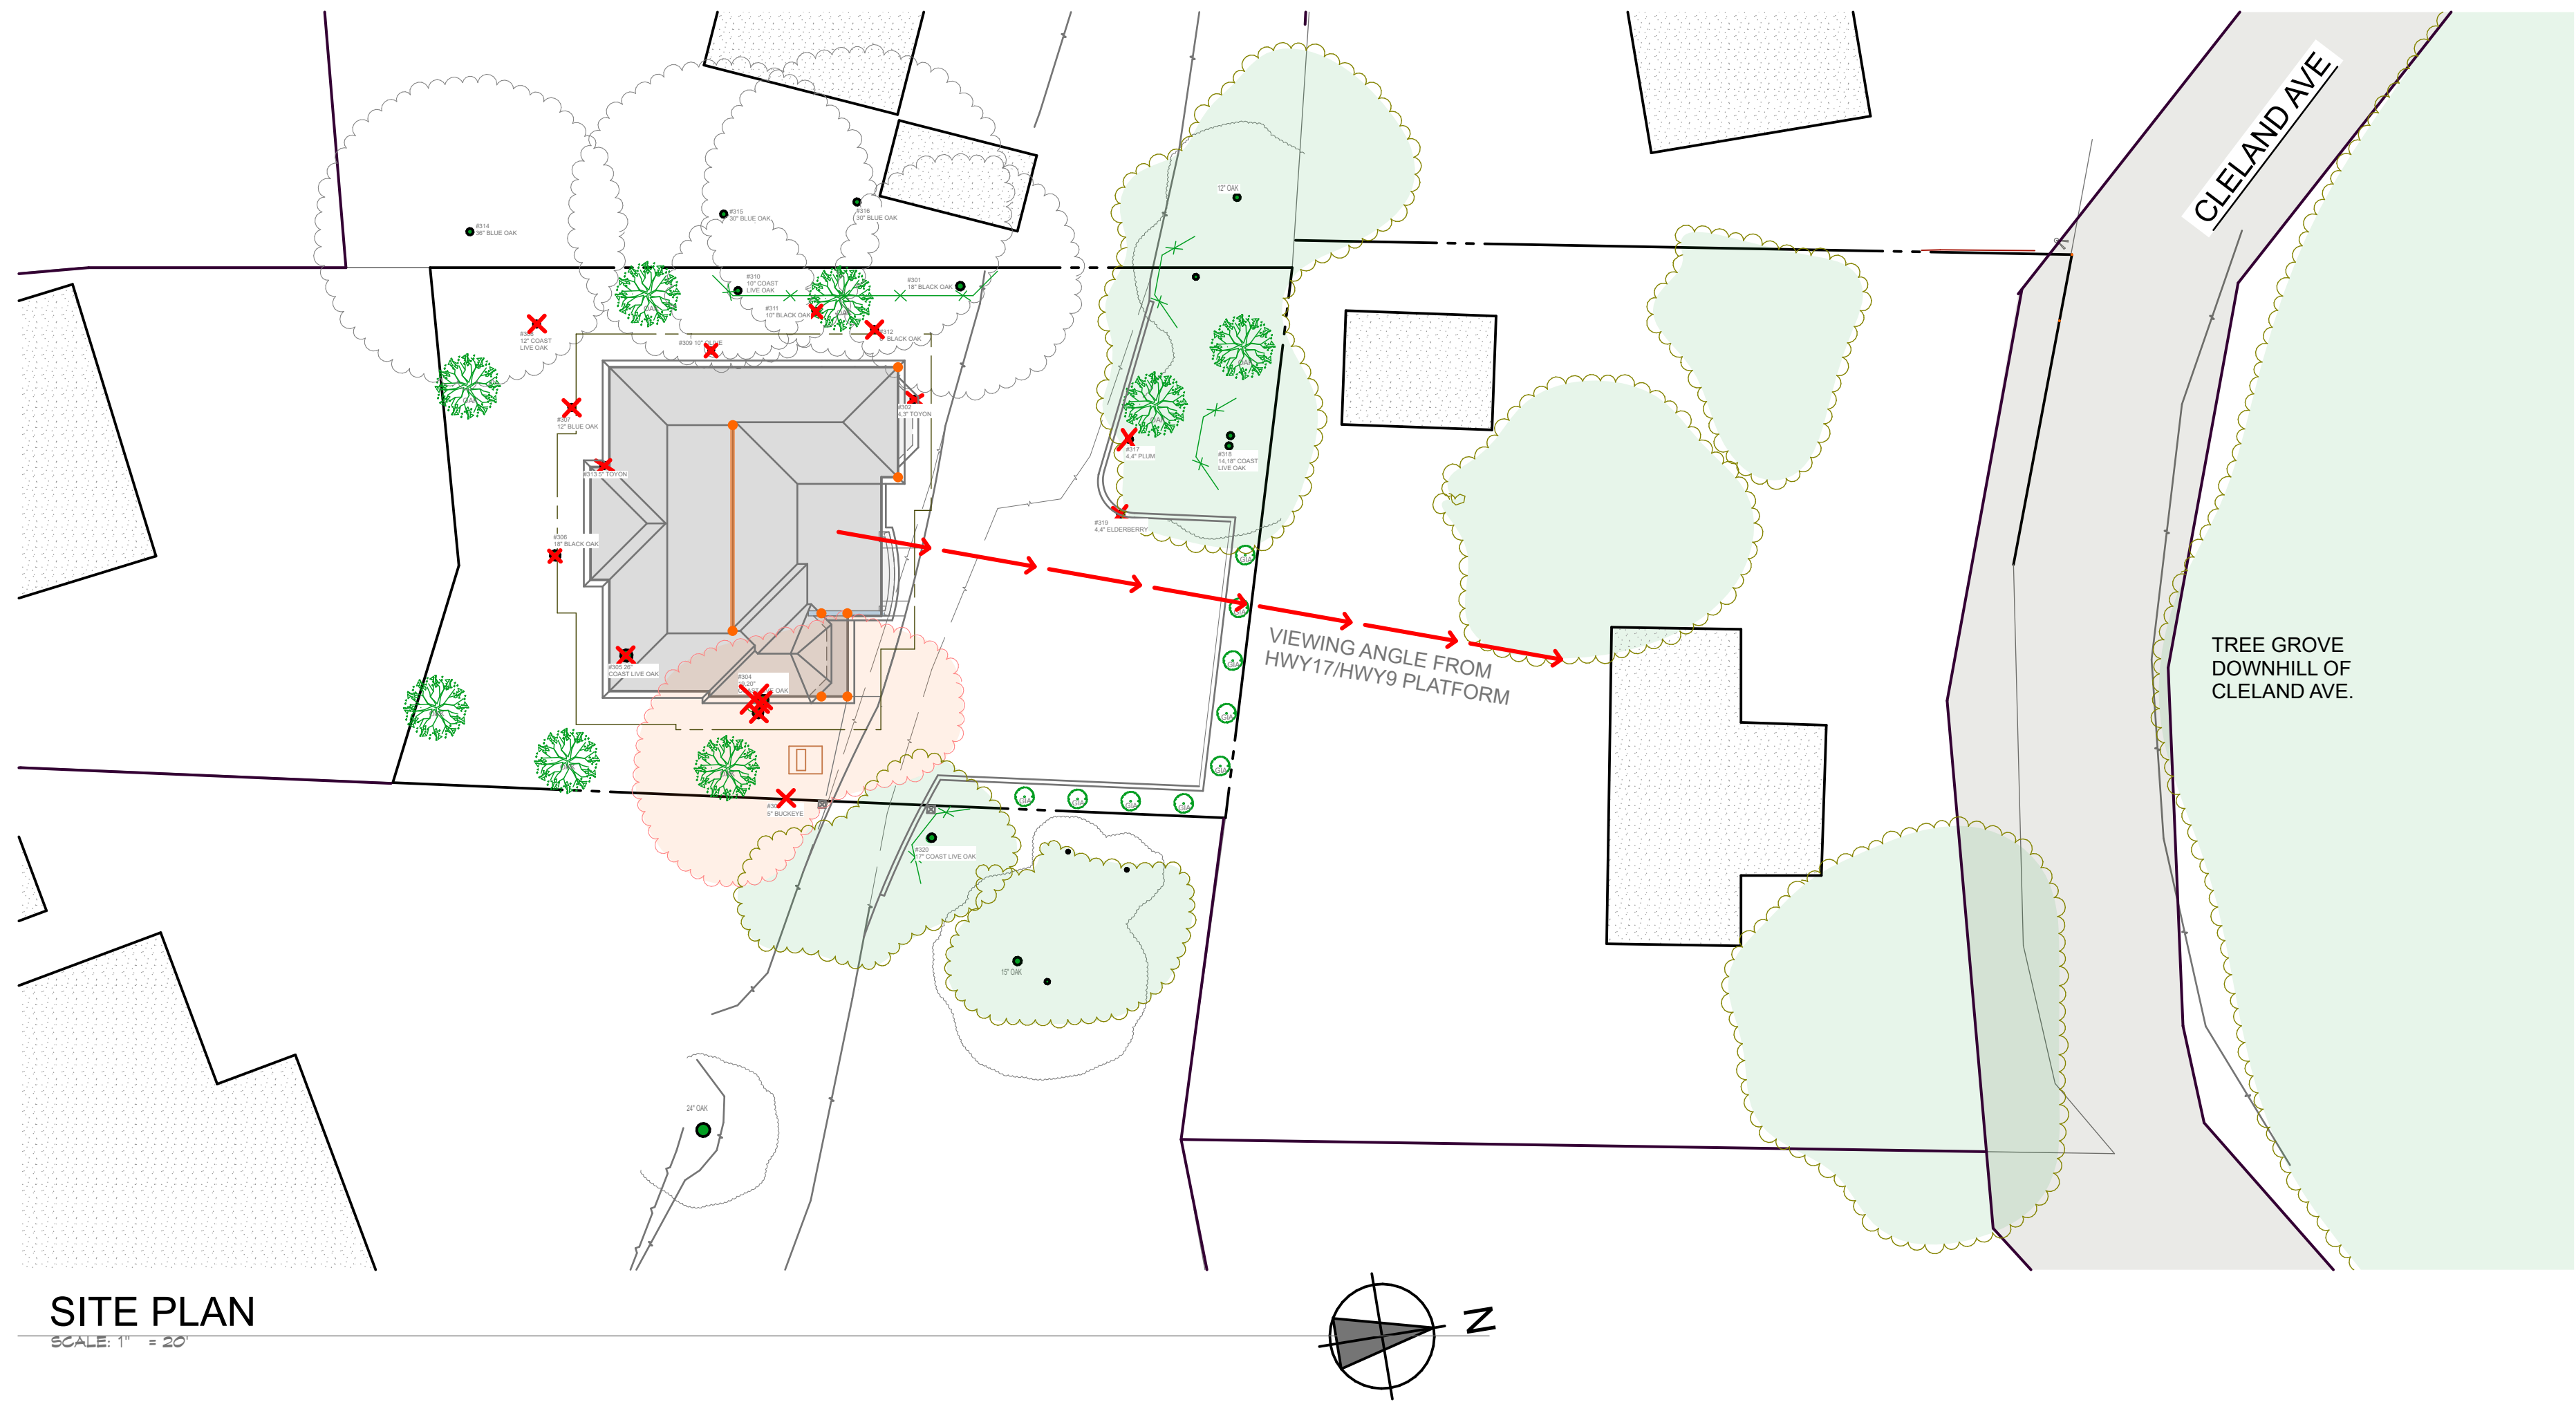 CLELAND AVE
12" OAK
#314
36" BLUE OAK
#315
30" BLUE OAK
#316
30" BLUE OAK
#310
10" COAST
LIVE OAK
#301
18" BLACK OAK
#311
10" BLACK OAK
#312
BLACK OAK
12" COAST
LIVE OAK
#309 10"
#302
4,3" TOYON
#307
12" BLUE OAK
#313 5" TOYON
#317
4,4" PLUM
#318
14,18" COAST
LIVE OAK
#319
4,4" ELDERBERRY
#306
18" BLACK OAK
VIEWING ANGLE FROM
HWY17/HWY9 PLATFORM
TREE GROVE
DOWNHILL OF
CLELAND AVE.
#305 26"
COAST LIVE OAK
#304
5" BUCKEYE
#320
17" COAST LIVE OAK
15" OAK
24" OAK
SITE PLAN
SCALE: 1" = 20'
N